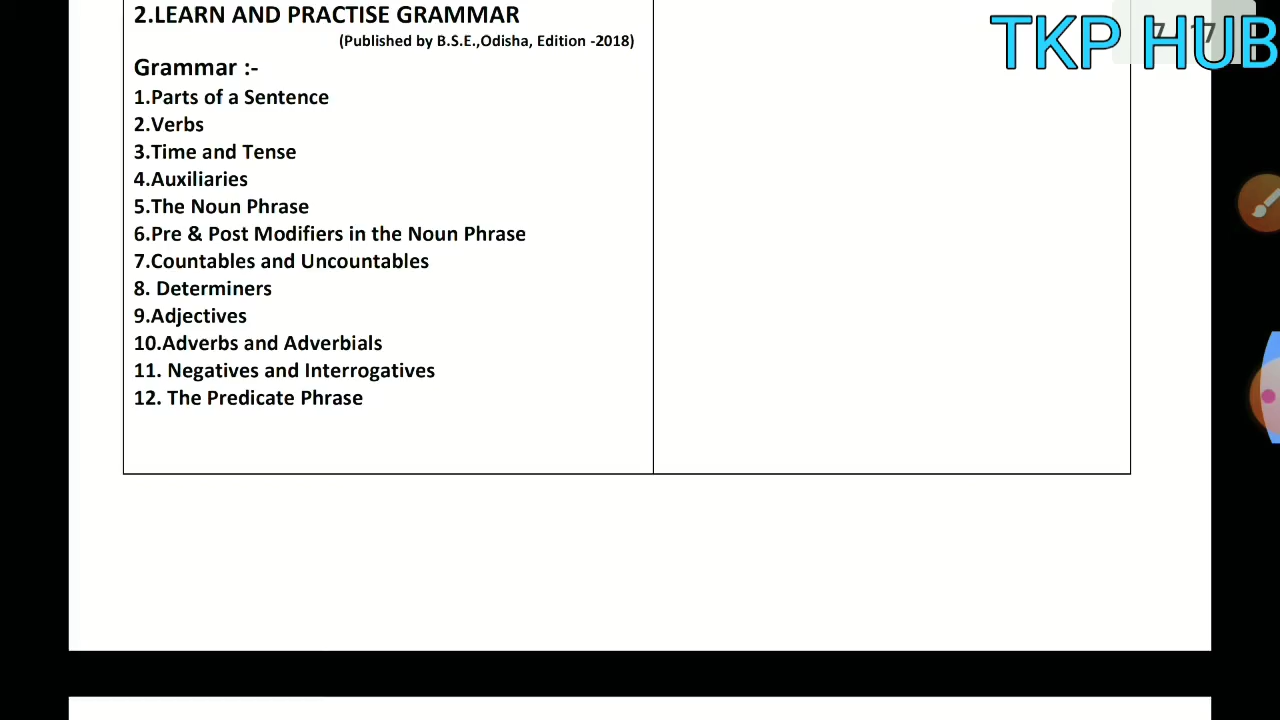 2.LEARN AND PRACTISE GRAMMAR
(Published by B.S.E.,Odisha, Edition -2018)
Grammar :-
1.Parts of a Sentence
2.Verbs
3.Time and Tense
4.Auxiliaries
5.The Noun Phrase
6.Pre & Post Modifiers in the Noun Phrase
7.Countables and Uncountables
8. Determiners
9.Adjectives
10.Adverbs and Adverbials
11. Negatives and Interrogatives
12. The Predicate Phrase
TKP HUB